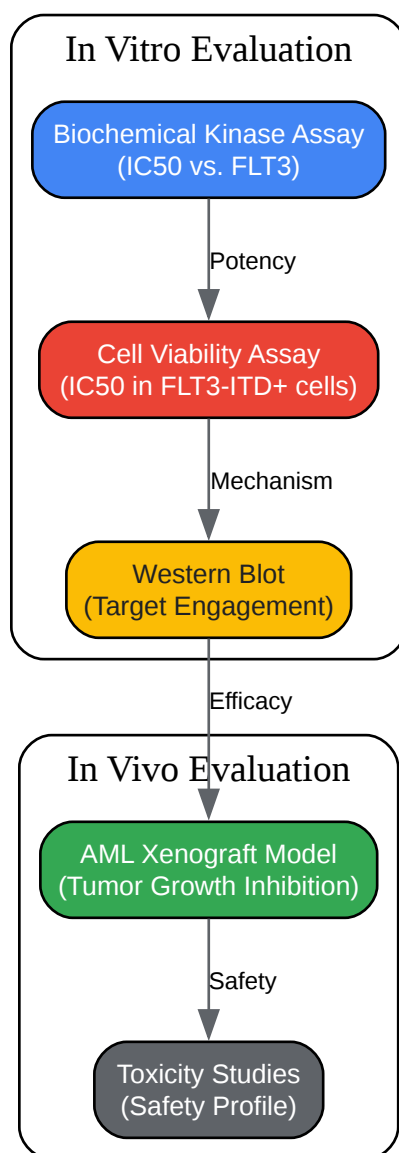 In Vitro Evaluation
Biochemical Kinase Assay
(IC50 vs. FLT3)
Potency
Cell Viability Assay
(IC50 in FLT3-ITD+ cells)
Mechanism
Western Blot
(Target Engagement)
Efficacy
In Vivo Evaluation
AML Xenograft Model
(Tumor Growth Inhibition)
Safety
Toxicity Studies
(Safety Profile)